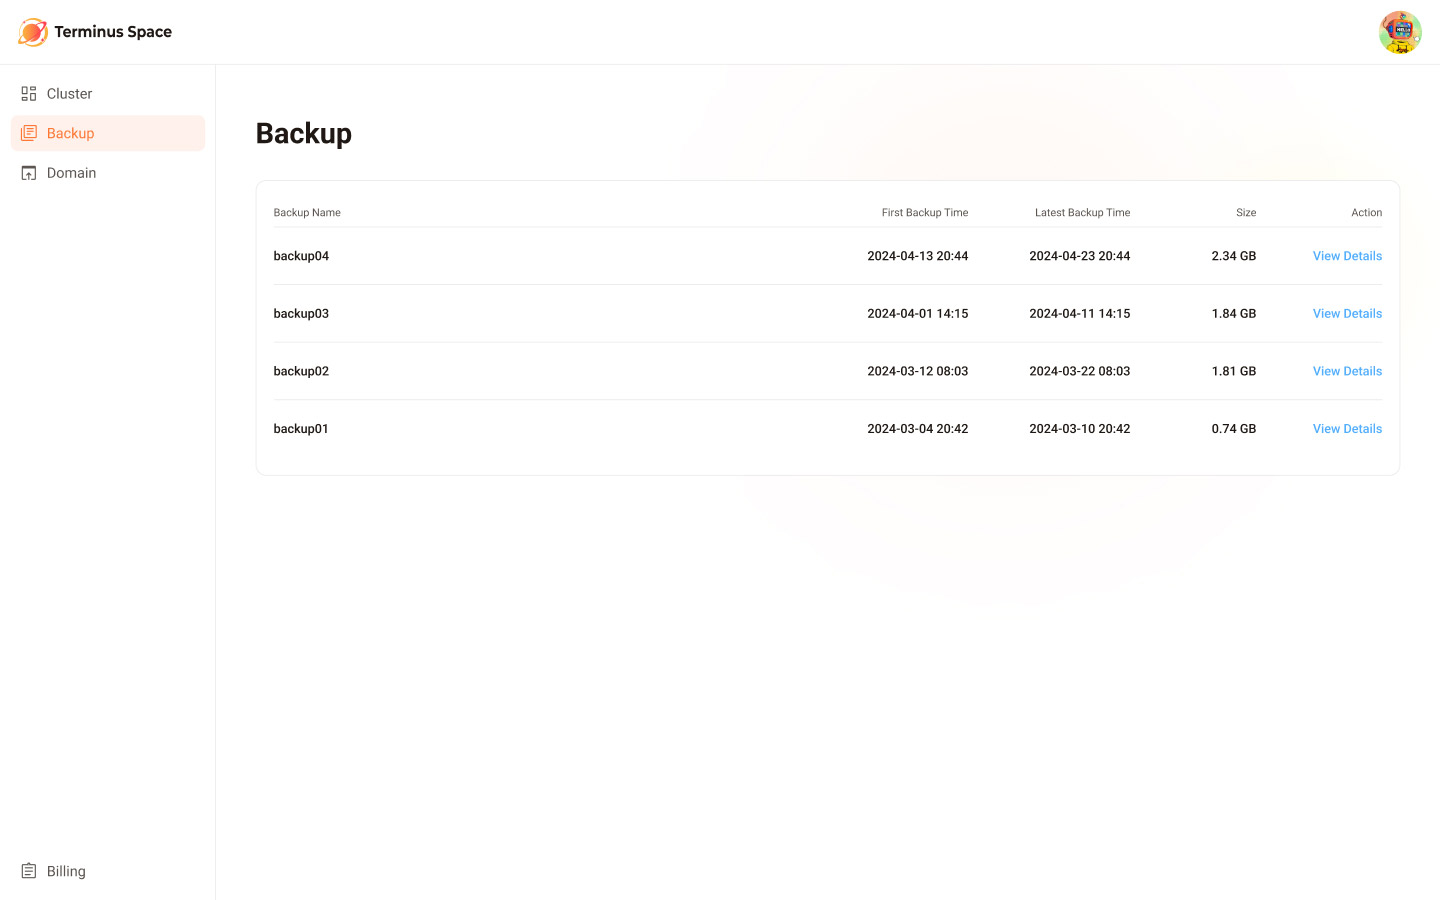 Terminus Space
Cluster
Backup
Domain
Billing
Backup
Backup Name First Backup Time Latest Backup Time Size Action
backup04 2024-04-13 20:44 2024-04-23 20:44 2.34 GB View Details
backup03 2024-04-01 14:15 2024-04-11 14:15 1.84 GB View Details
backup02 2024-03-12 08:03 2024-03-22 08:03 1.81 GB View Details
backup01 2024-03-04 20:42 2024-03-10 20:42 0.74 GB View Details